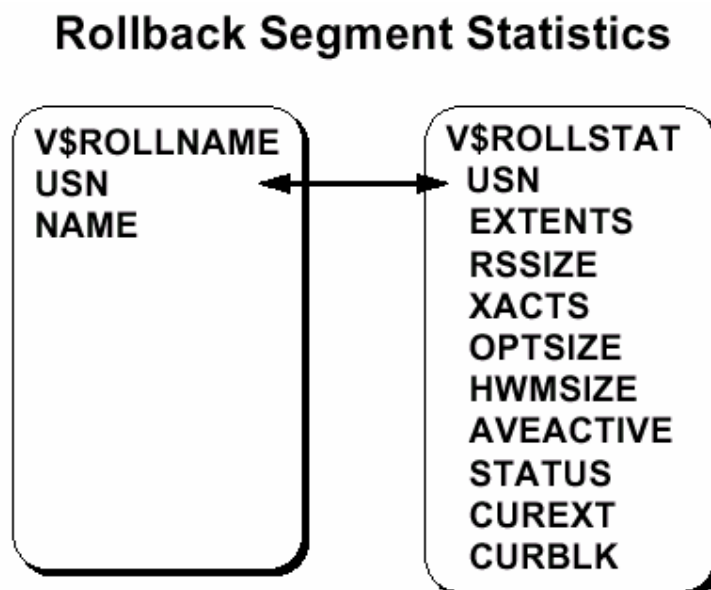 Rollback Segment Statistics
V$ROLLNAME
USN
NAME
V$ROLLSTAT
USN
EXTENTS
RSSIZE
XACTS
OPTSIZE
HWMSIZE
AVEACTIVE
STATUS
CUREXT
CURBLK